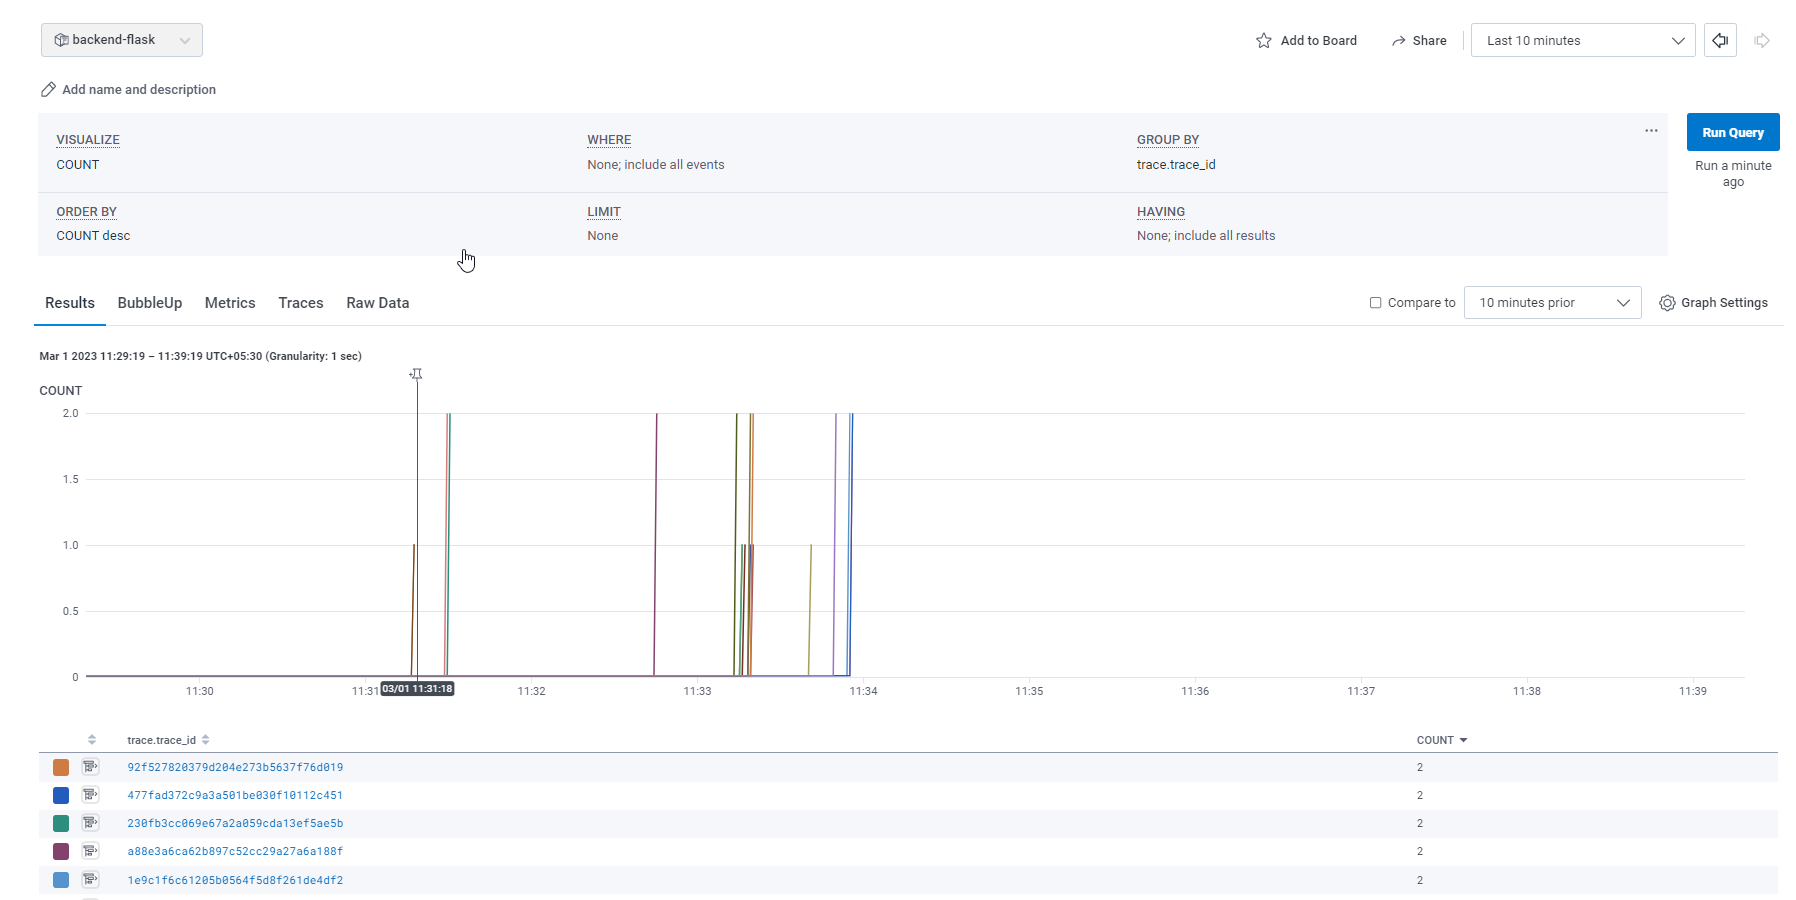 backend-flask
Add to Board
Share
Last 10 minutes
Add name and description
VISUALIZE
COUNT
WHERE
None; include all events
GROUP BY
trace.trace_id
...
Run Query
Run a minute
ago
ORDER BY
COUNT desc
LIMIT
None
HAVING
None; include all results
Results BubbleUp Metrics Traces Raw Data
Compare to
10 minutes prior
Graph Settings
Mar 1 2023 11:29:19 – 11:39:19 UTC+05:30 (Granularity: 1 sec)
COUNT
2.0
1.5
1.0
0.5
0
11:30 11:31 03/01 11:31:18 11:32 11:33 11:34 11:35 11:36 11:37 11:38 11:39
trace.trace_id COUNT
92f527820379d204e273b5637f76d019 2
477fad372c9a3a501be030f10112c451 2
230fb3cc069e67a2a059cda13ef5ae5b 2
a88e3a6ca62b897c52cc29a27a6a188f 2
1e9c1f6c61205b0564f5d8f261de4df2 2